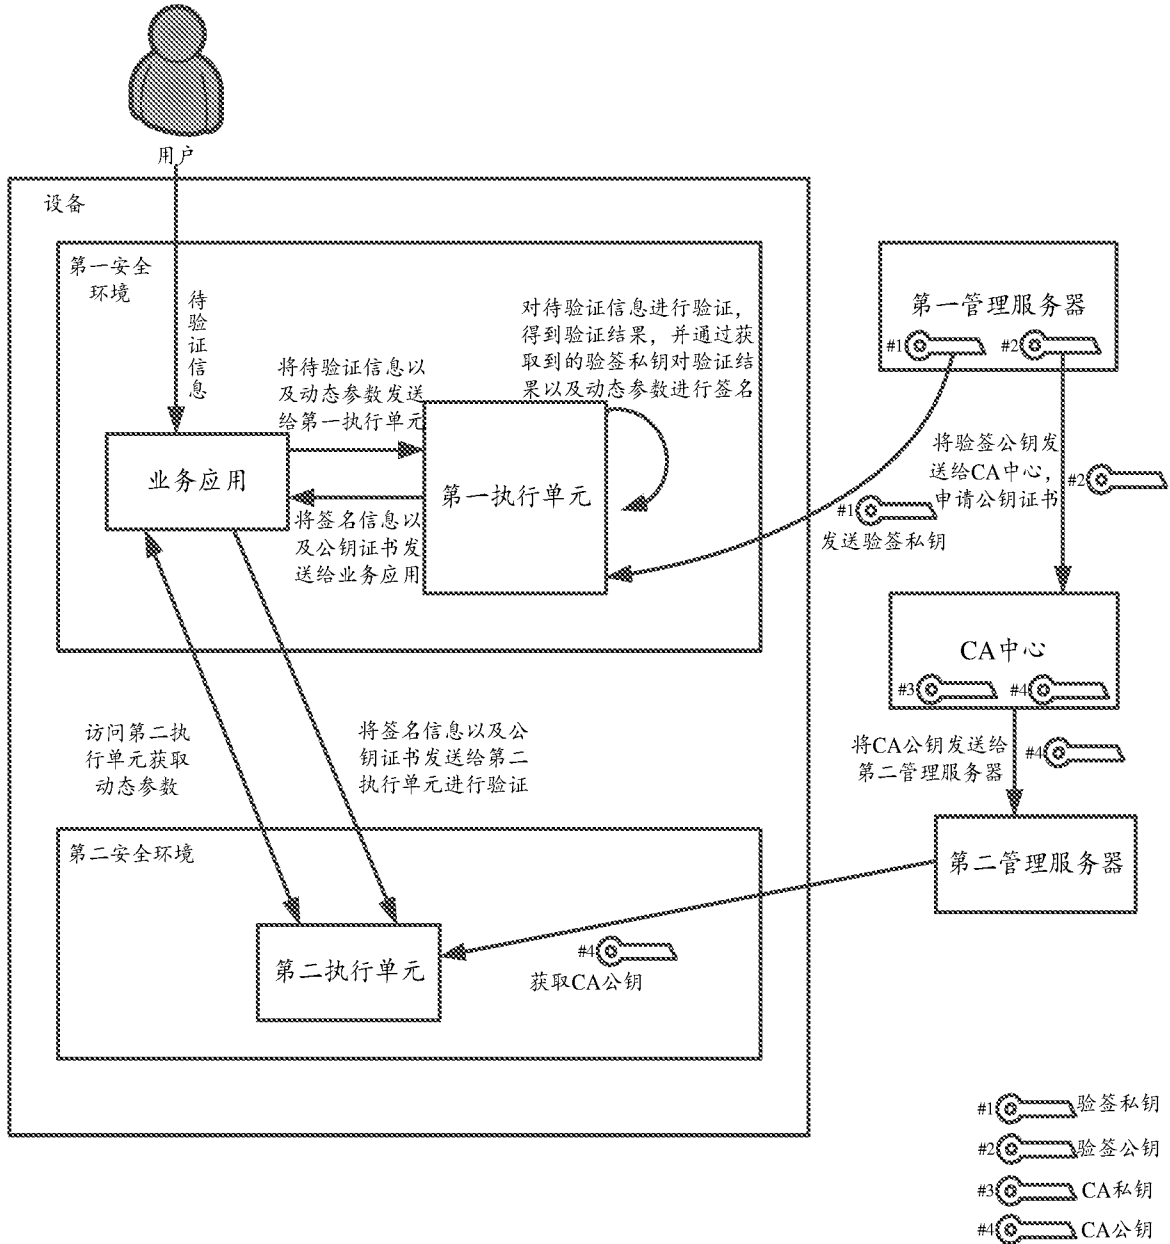 用户
设备
第一安全
环境
待
验
证
信
息
将待验证信息以
及动态参数发送
给第一执行单元
对待验证信息进行验证,
得到验证结果，并通过获
取到的验签私钥对验证结
果以及动态参数进行签名
业务应用
第一执行单元
将签名信息以
及公钥证书发
送给业务应用
第一管理服务器
#1
#2
将验签公钥发
送给CA中心,
申请公钥证书
#2
#1
发送验签私钥
CA中心
#3
#4
将CA公钥发送给
第二管理服务器
#4
第二管理服务器
访问第二执
行单元获取
动态参数
将签名信息以及公
钥证书发送给第二
执行单元进行验证
第二安全环境
第二执行单元
#4
获取CA公钥
#1 验签私钥
#2 验签公钥
#3 CA私钥
#4 CA公钥